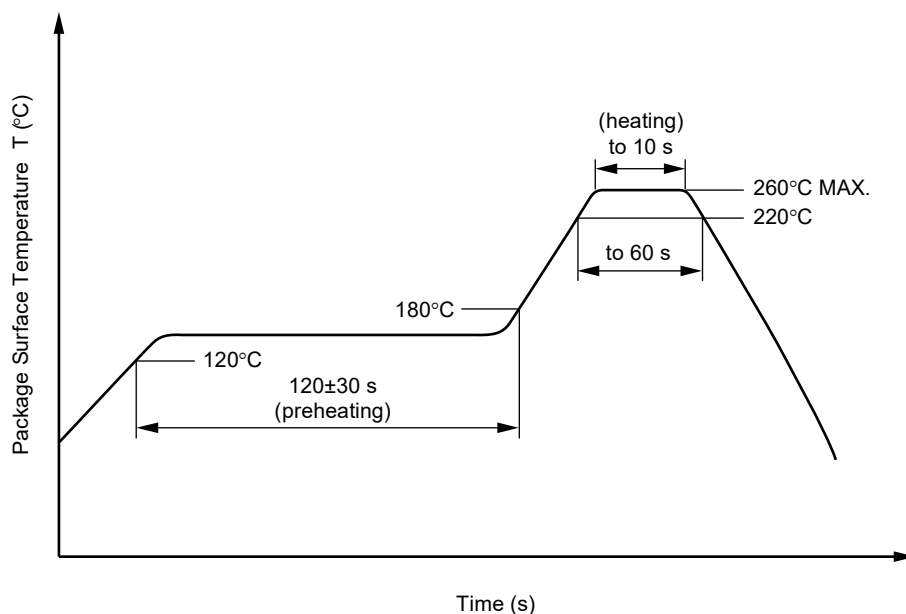 Package Surface Temperature T (°C)
(heating)
to 10 s
260°C MAX.
220°C
to 60 s
180°C
120°C
120±30 s
(preheating)
Time (s)